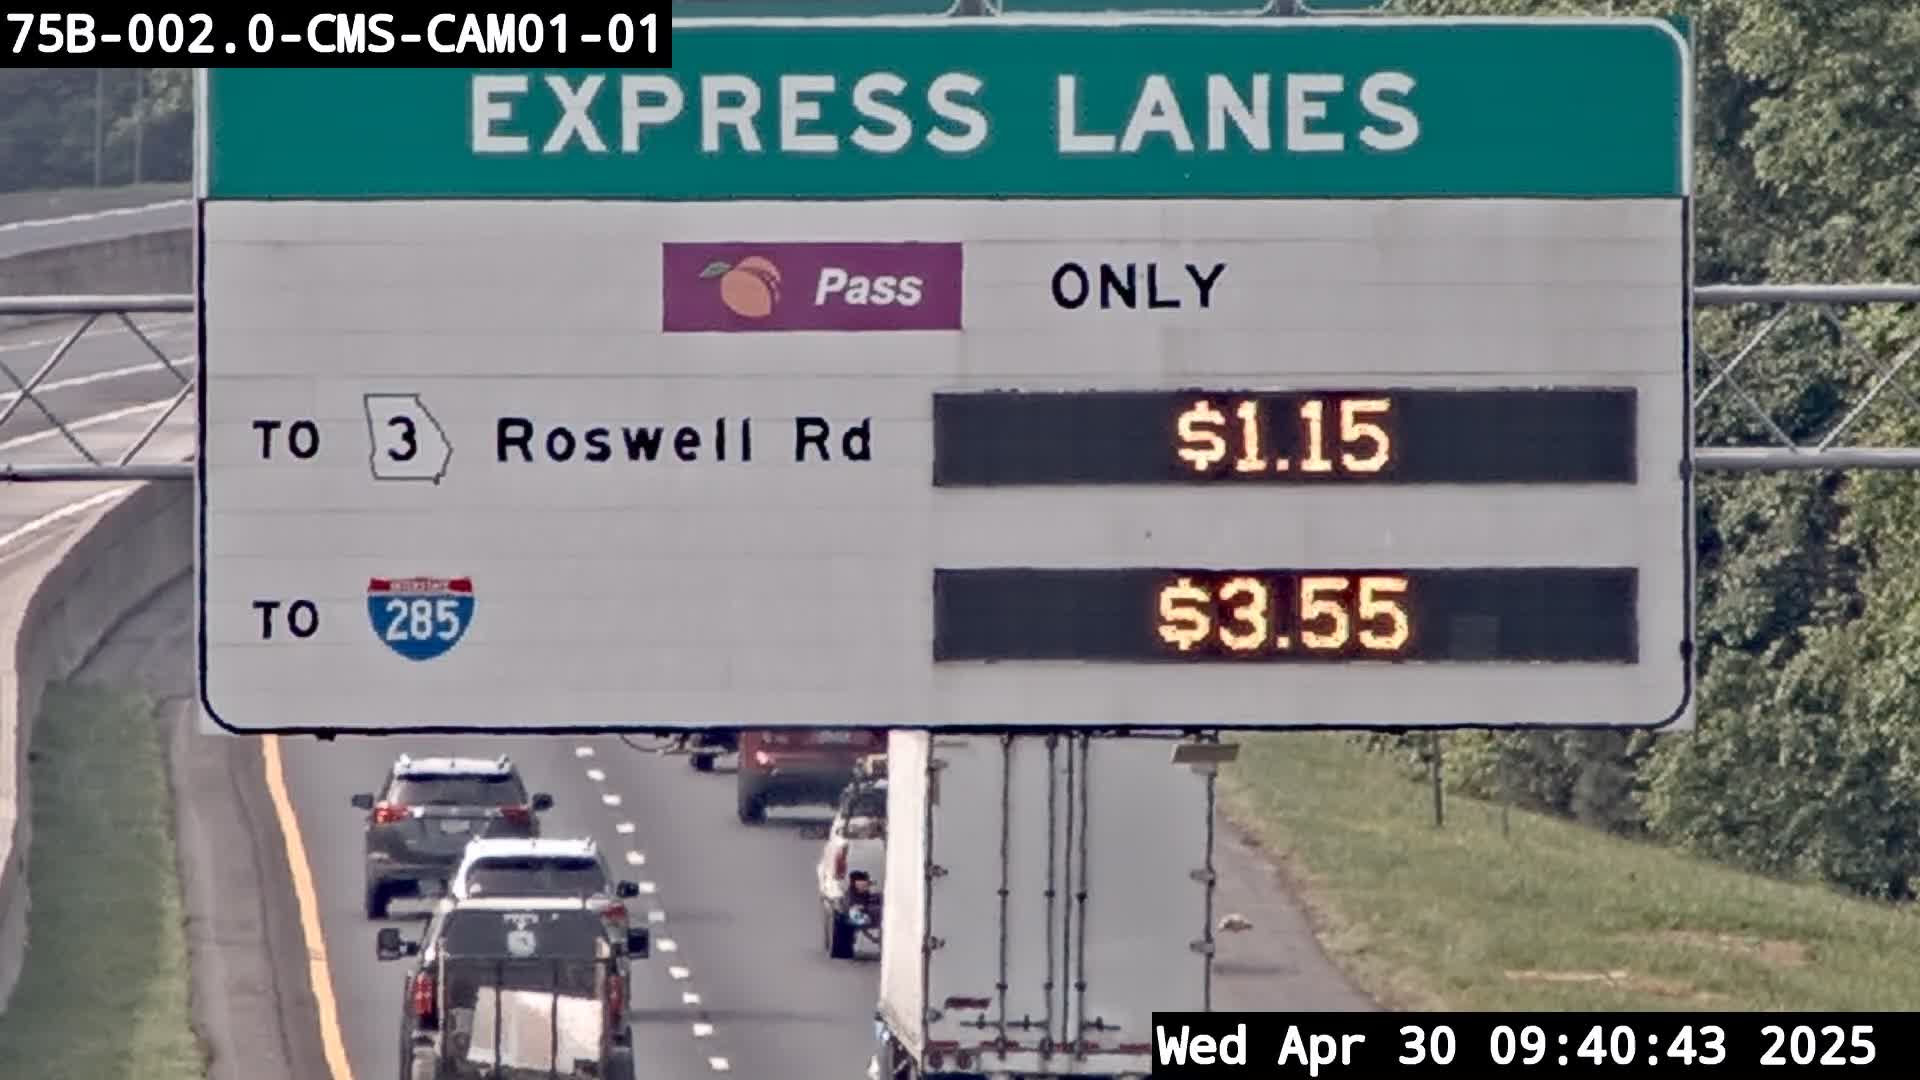 75B-002.0-CMS-CAM01-01
EXPRESS LANES
Pass ONLY
TO 3 Roswell Rd $1.15
TO INTERSTATE 285 $3.55
Wed Apr 30 09:40:43 2025